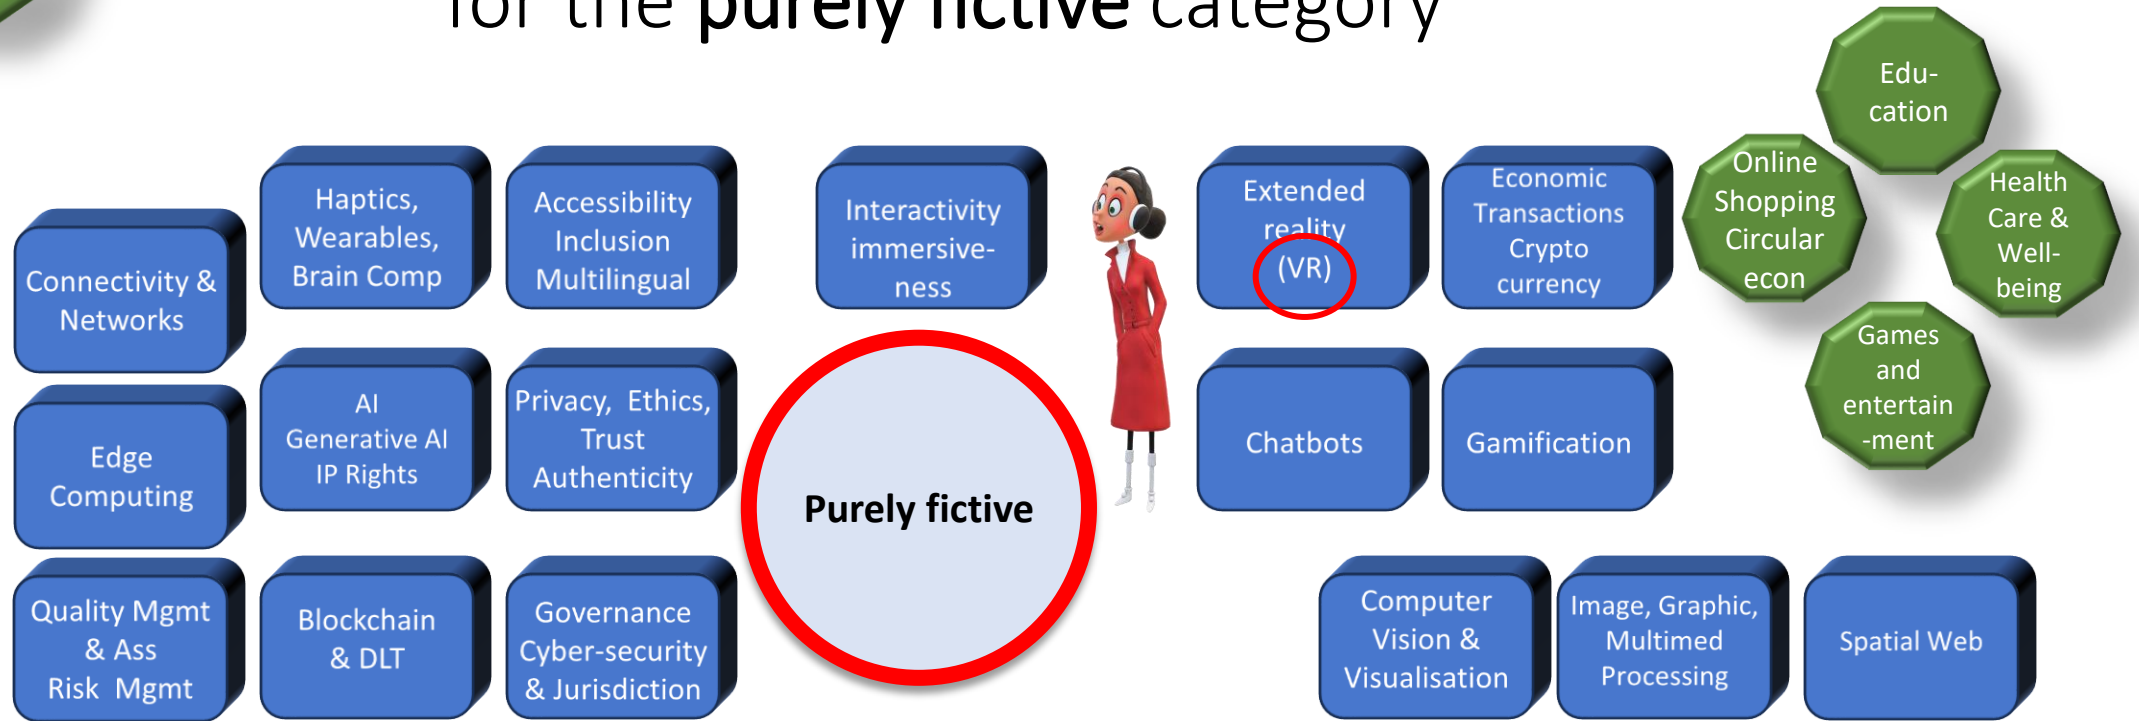 for the purely fictive category
Edu-
cation
Online
Shopping
Circular
econ
Health
Care &
Well-
being
Games
and
entertain
-ment
Connectivity &
Networks
Haptics,
Wearables,
Brain Comp
Accessibility
Inclusion
Multilingual
Interactivity
immersive-
ness
Extended
reality
(VR)
Economic
Transactions
Crypto
currency
Edge
Computing
AI
Generative AI
IP Rights
Privacy, Ethics,
Trust
Authenticity
Purely fictive
Chatbots
Gamification
Quality Mgmt
& Ass
Risk Mgmt
Blockchain
& DLT
Governance
Cyber-security
& Jurisdiction
Computer
Vision &
Visualisation
Image, Graphic,
Multimed
Processing
Spatial Web